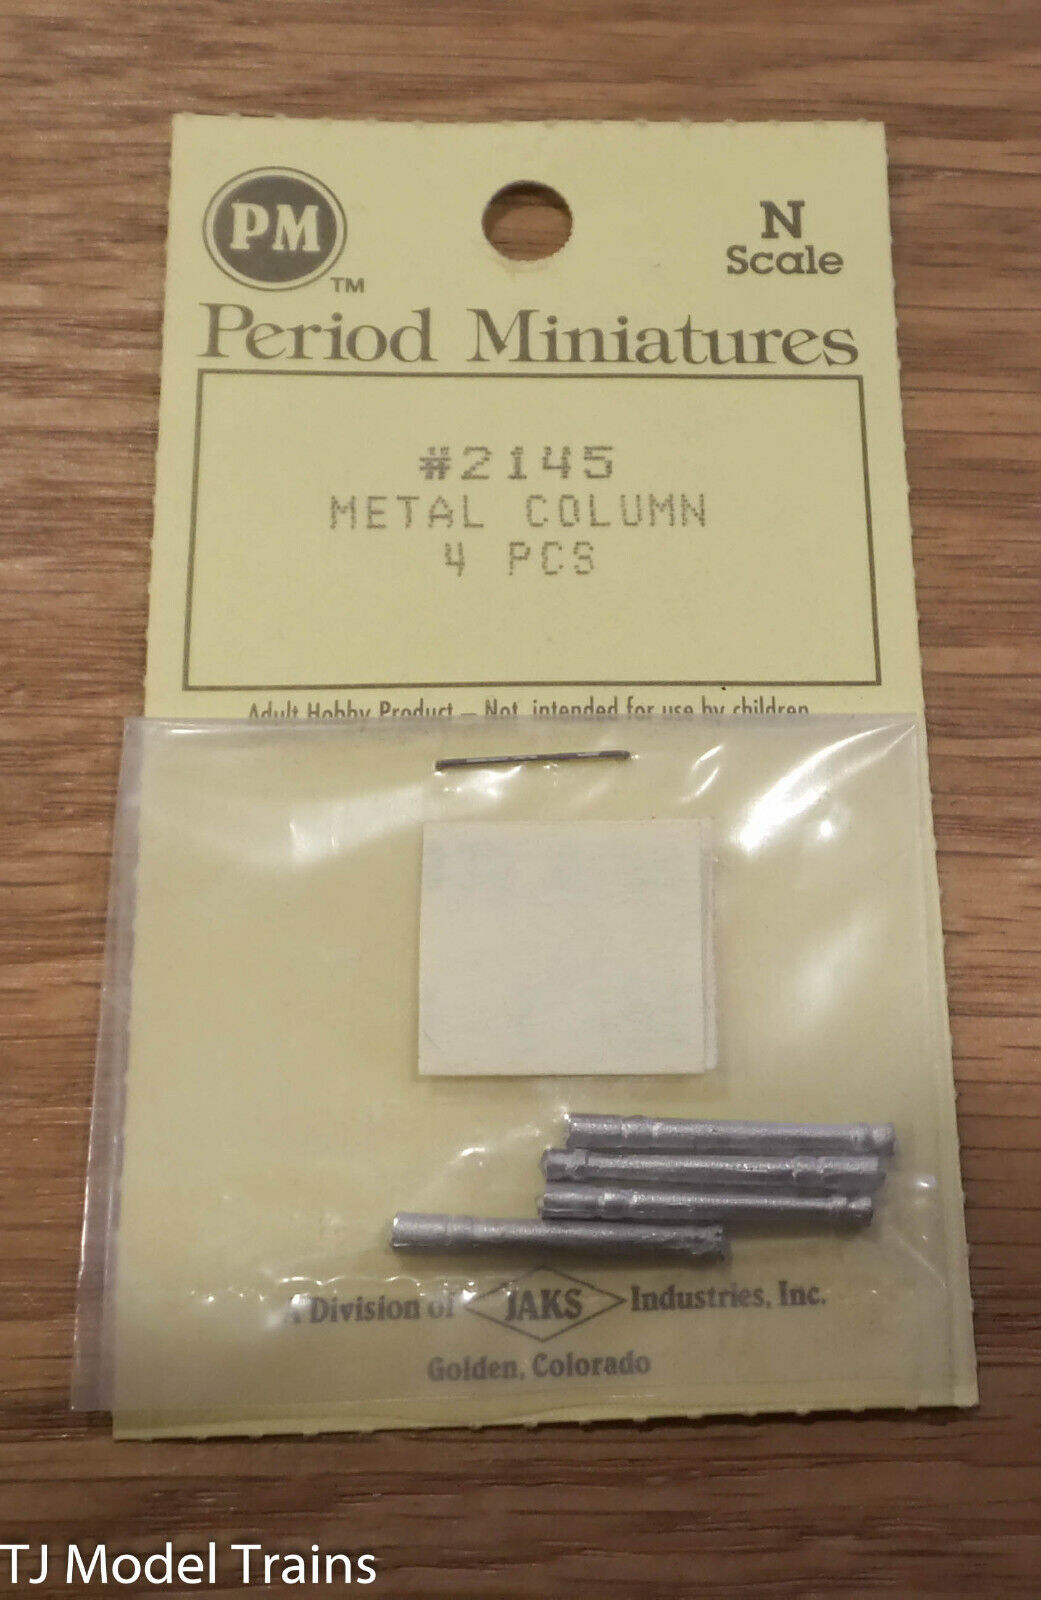 PM
TM
N
Scale
Period Miniatures
#2145
METAL COLUMN
4 PCS
Adult Hobby Product – Not intended for use by children
A Division of JAKS Industries, Inc.
Golden, Colorado
TJ Model Trains